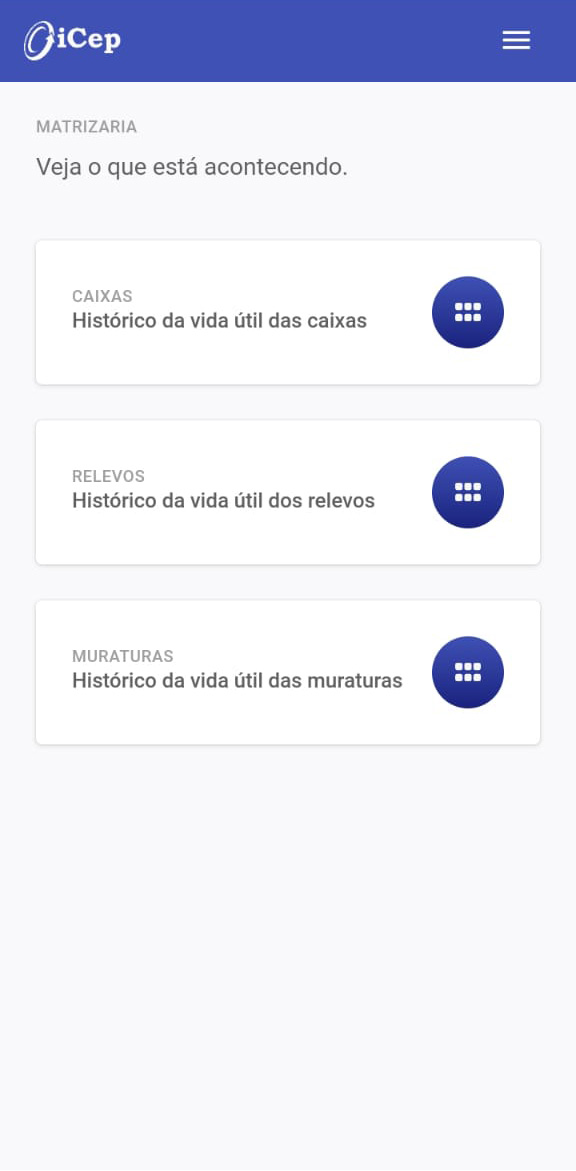 iCep
MATRIZARIA
Veja o que está acontecendo.
CAIXAS
Histórico da vida útil das caixas
RELEVOS
Histórico da vida útil dos relevos
MURATURAS
Histórico da vida útil das muraturas